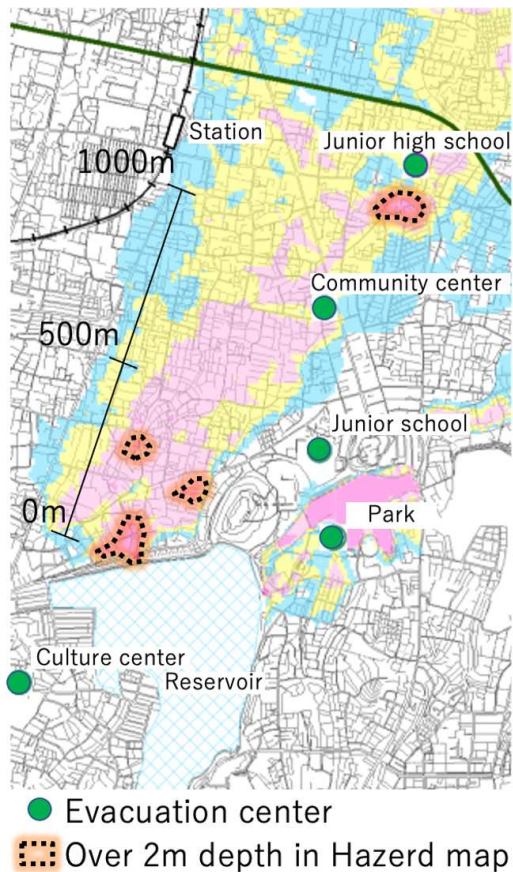 Station
Junior high school
1000m
Community center
500m
Junior school
0m
Park
Culture center
Reservoir
Evacuation center
Over 2m depth in Hazerd map